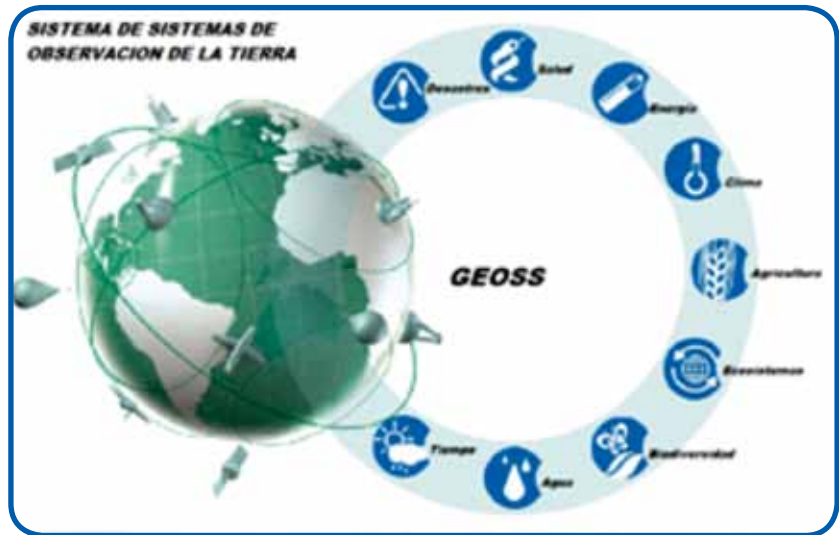 SISTEMA DE SISTEMAS DE
OBSERVACION DE LA TIERRA
Desastres
Salud
Energía
Clima
GEOSS
Agricultura
Ecosistemas
Tiempo
Agua
Biodiversidad